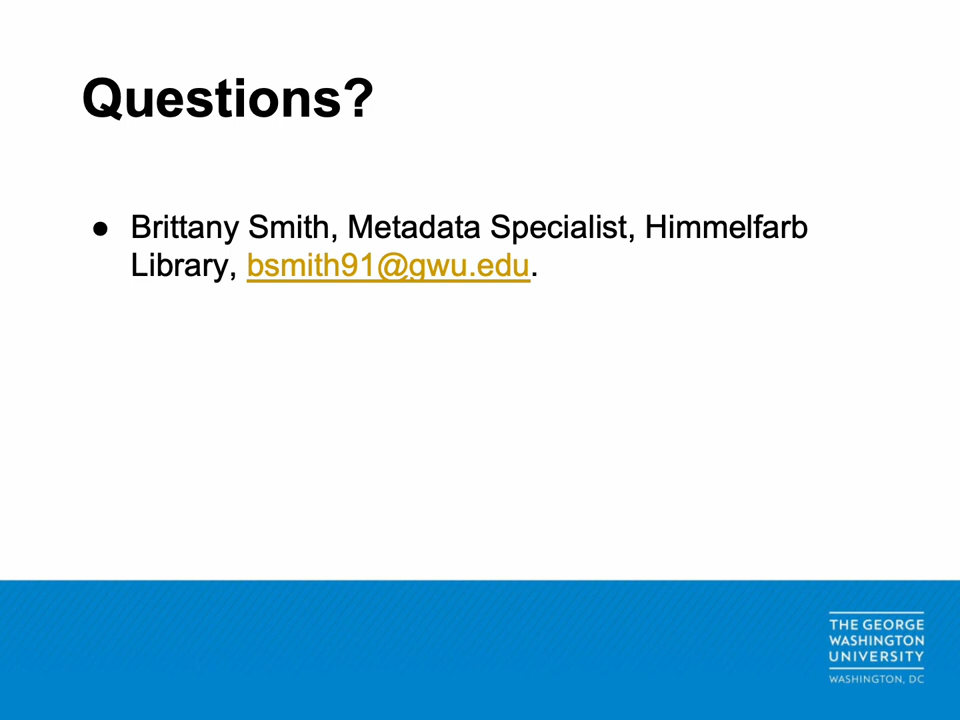 Questions?
● Brittany Smith, Metadata Specialist, Himmelfarb
Library, bsmith91@gwu.edu.
THE GEORGE
WASHINGTON
UNIVERSITY
WASHINGTON, DC